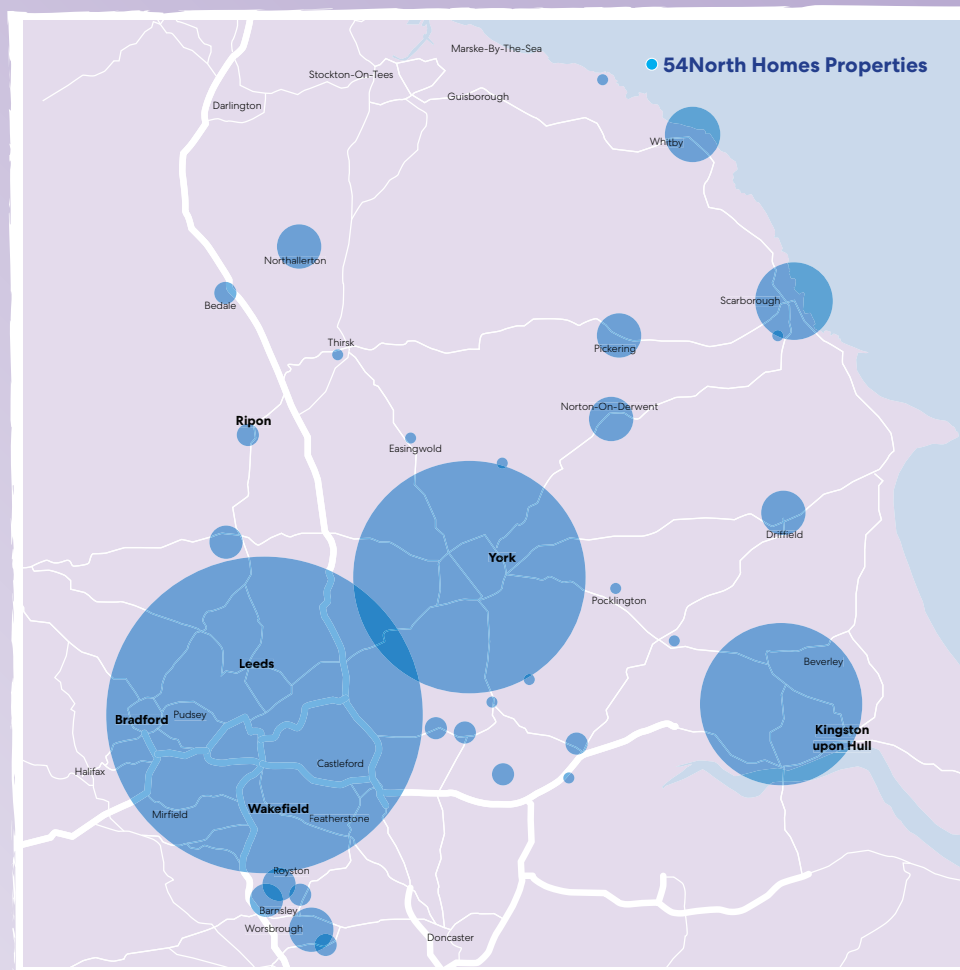 Marske-By-The-Sea
54North Homes Properties
Stockton-On-Tees
Guisborough
Darlington
Whitby
Northallerton
Scarborough
Bedale
Thirsk
Pickering
Norton-On-Derwent
Ripon
Easingwold
Driffield
York
Pocklington
Leeds
Beverley
Bradford
Pudsey
Kingston
upon Hull
Castleford
Halifax
Wakefield
Mirfield
Featherstone
Royston
Barnsley
Worsbrough
Doncaster